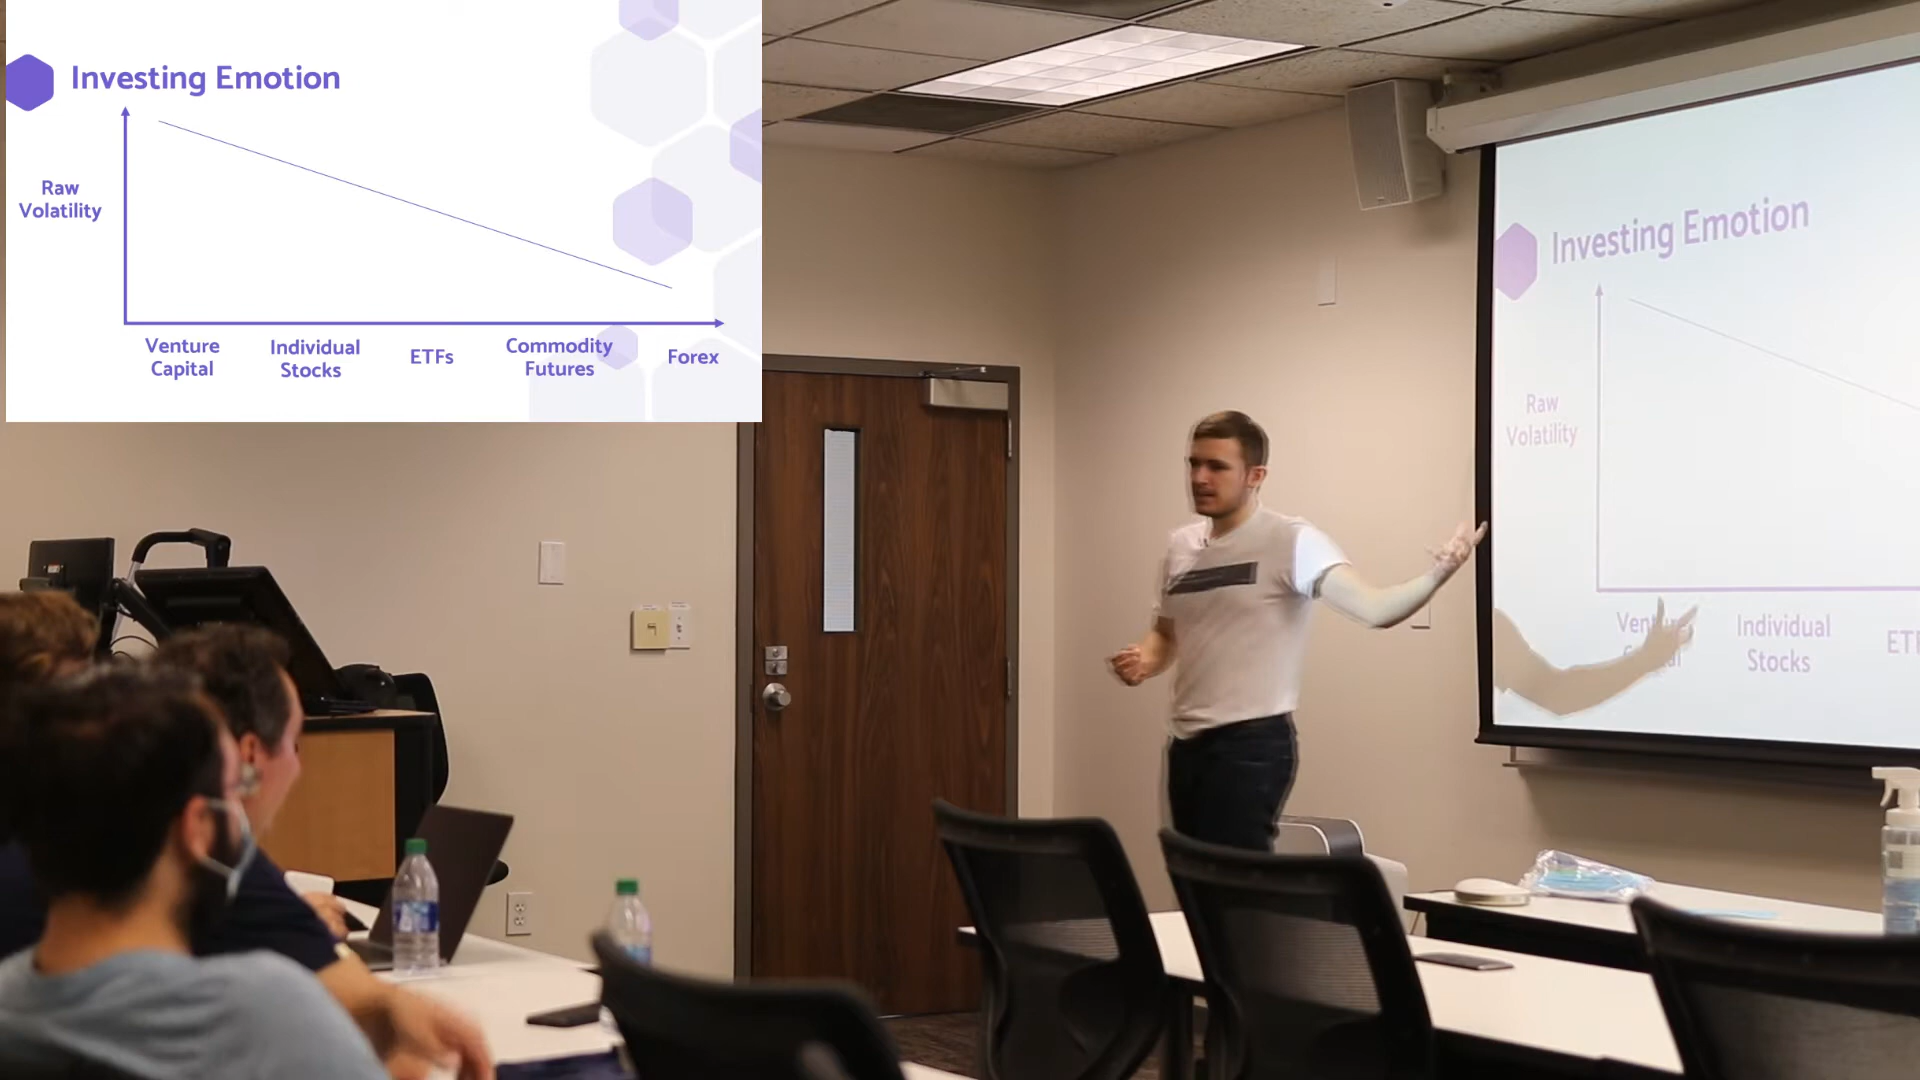 Investing Emotion
Raw
Volatility
Venture
Capital
Individual
Stocks
ETFs
Commodity
Futures
Forex
Investing Emotion
Raw
Volatility
Individual
Stocks